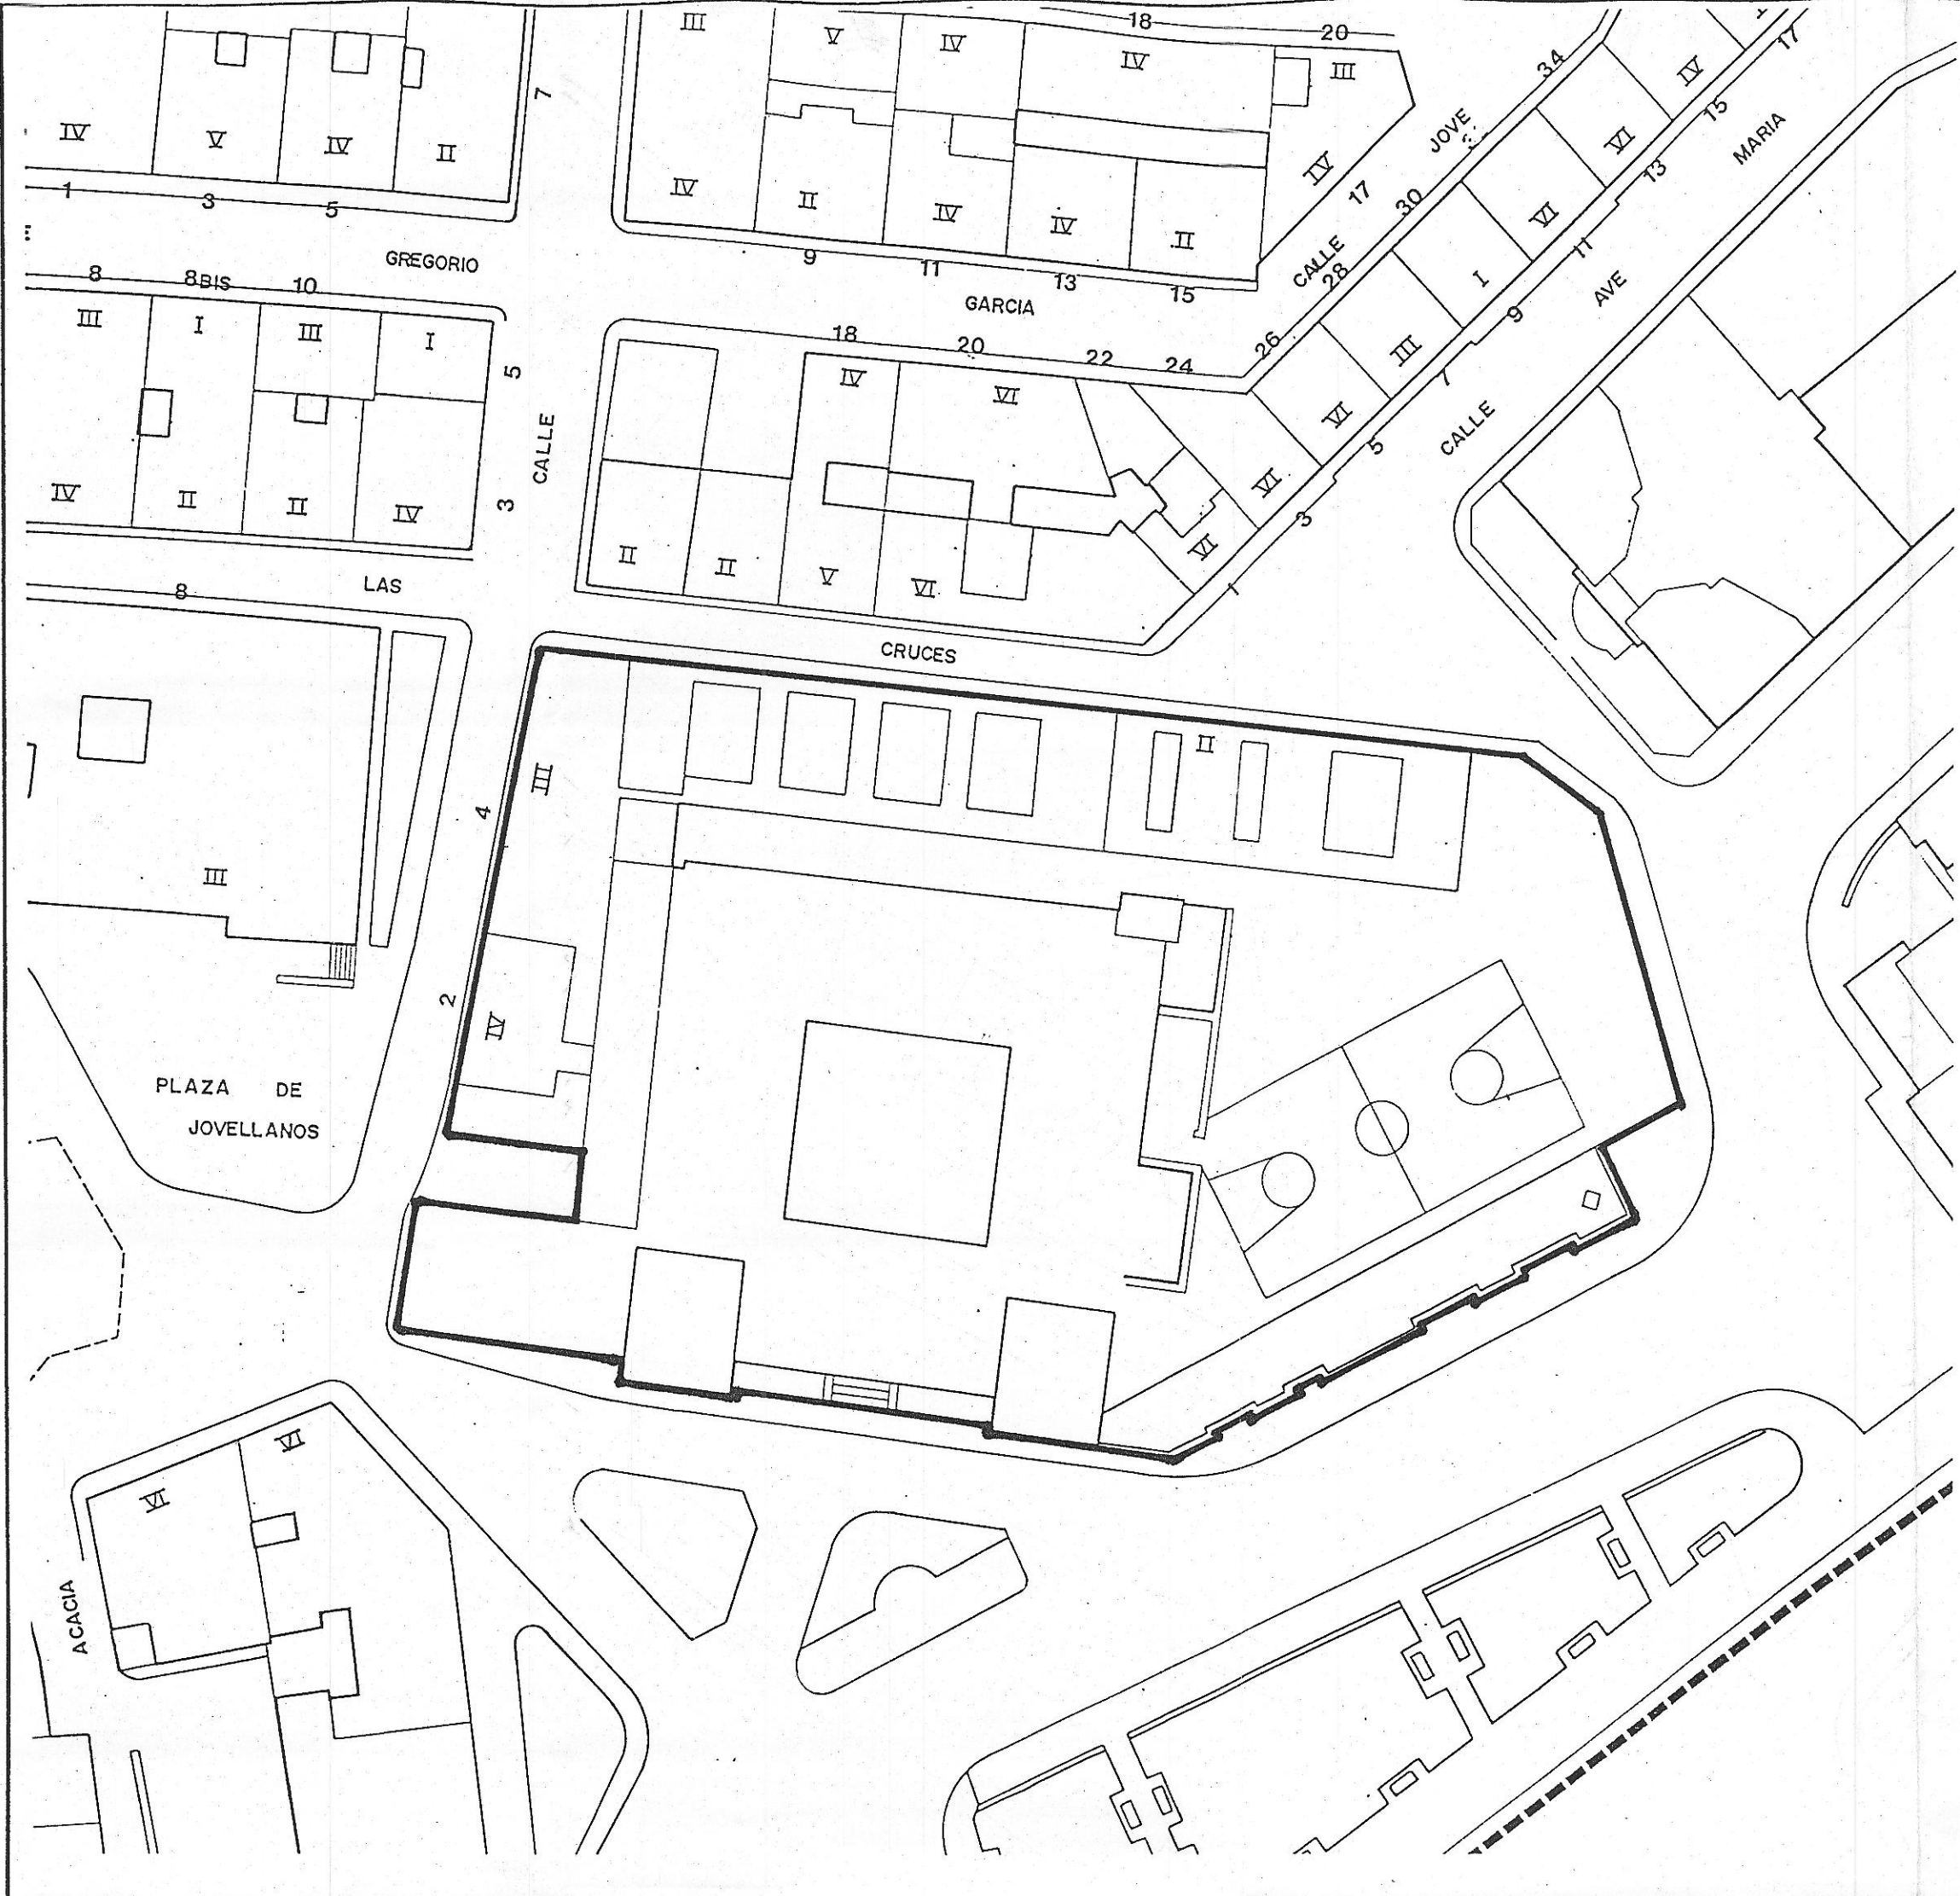 18
20
III
V
IV
IV
III
34
IV
17
7
IV
V
IV
II
15
JOVE
VI
MARIA
IV
II
IV
IV
II
IV
17
30
13
VI
1
3
5
9
11
13
15
CALLE
28
11
GREGORIO
GARCIA
I
AVE
8
8BIS
10
18
20
22
24
26
9
III
I
III
I
5
IV
VI
III
7
CALLE
VI
5
CALLE
IV
II
II
IV
3
VI
3
II
II
V
VI
VI
1
8
LAS
CRUCES
II
III
4
III
2
IV
PLAZA DE
JOVELLANOS
VI
VI
ACACIA